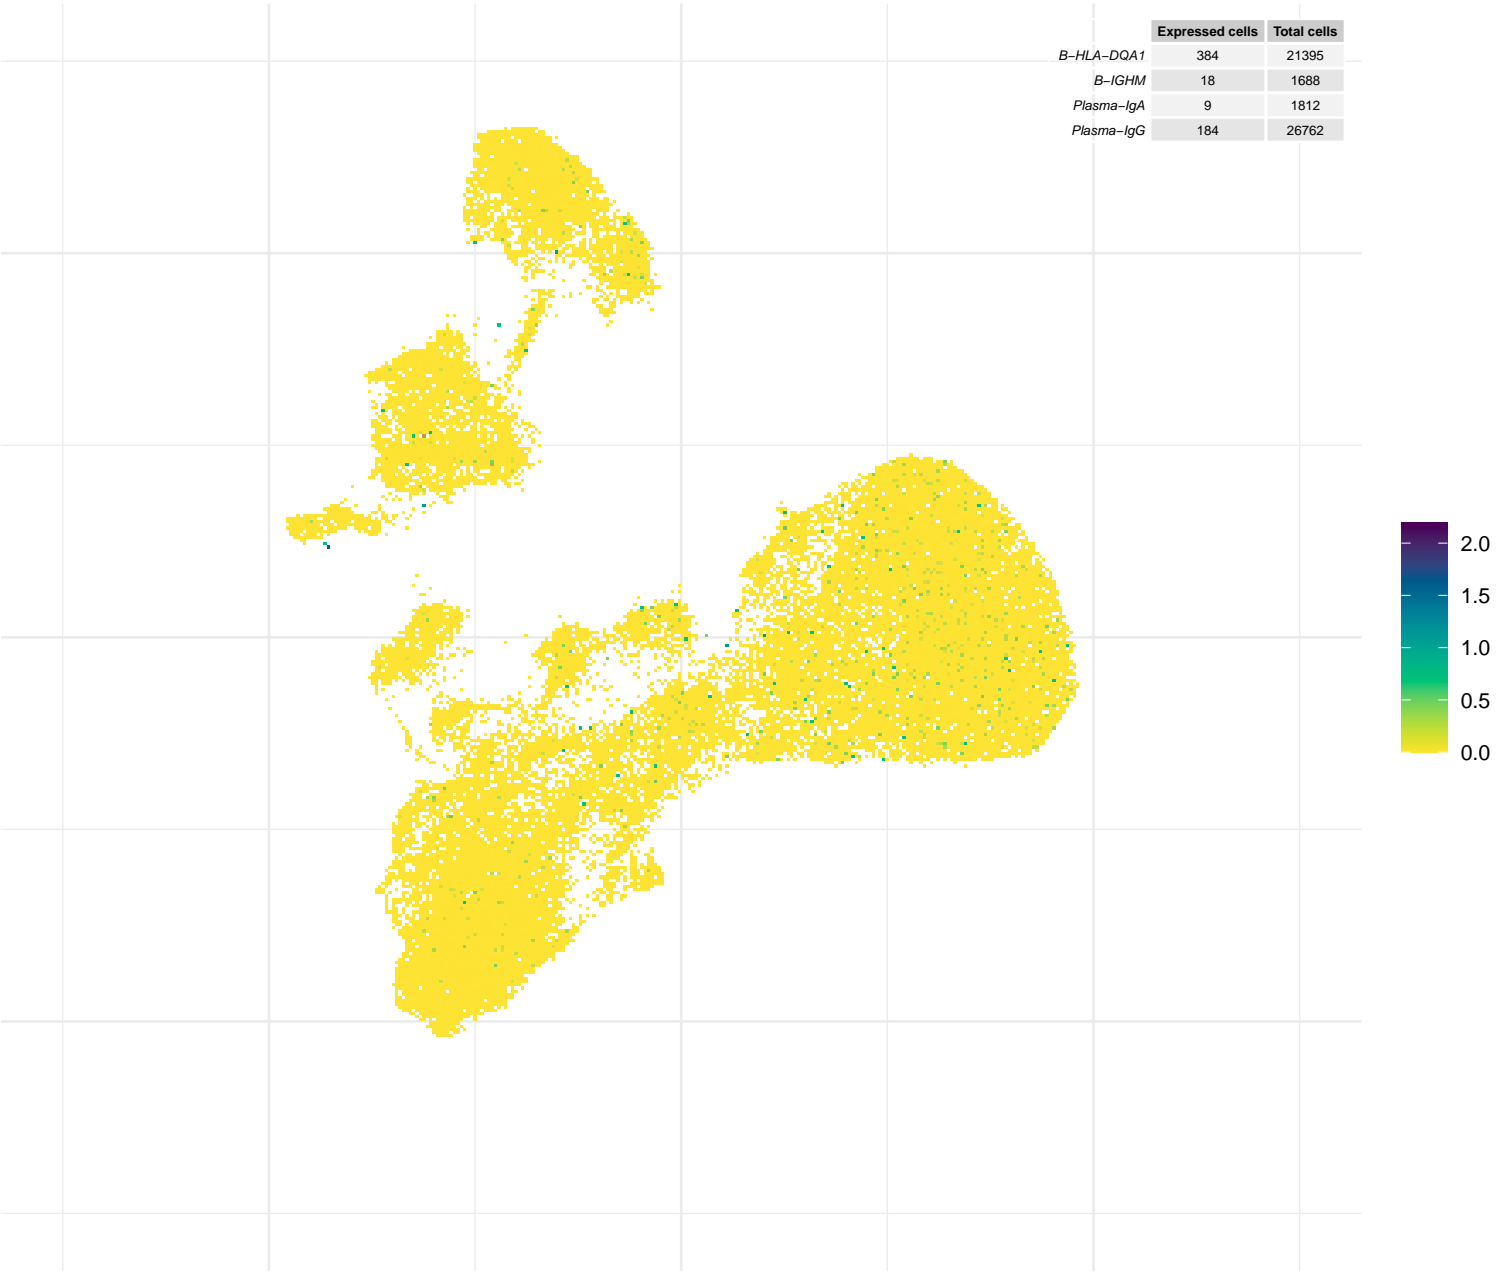 Expressed cells Total cells
B−HLA−DQA1 384 21395
B−IGHM 18 1688
Plasma−IgA 9 1812
Plasma−IgG 184 26762
2.0
1.5
1.0
0.5
0.0